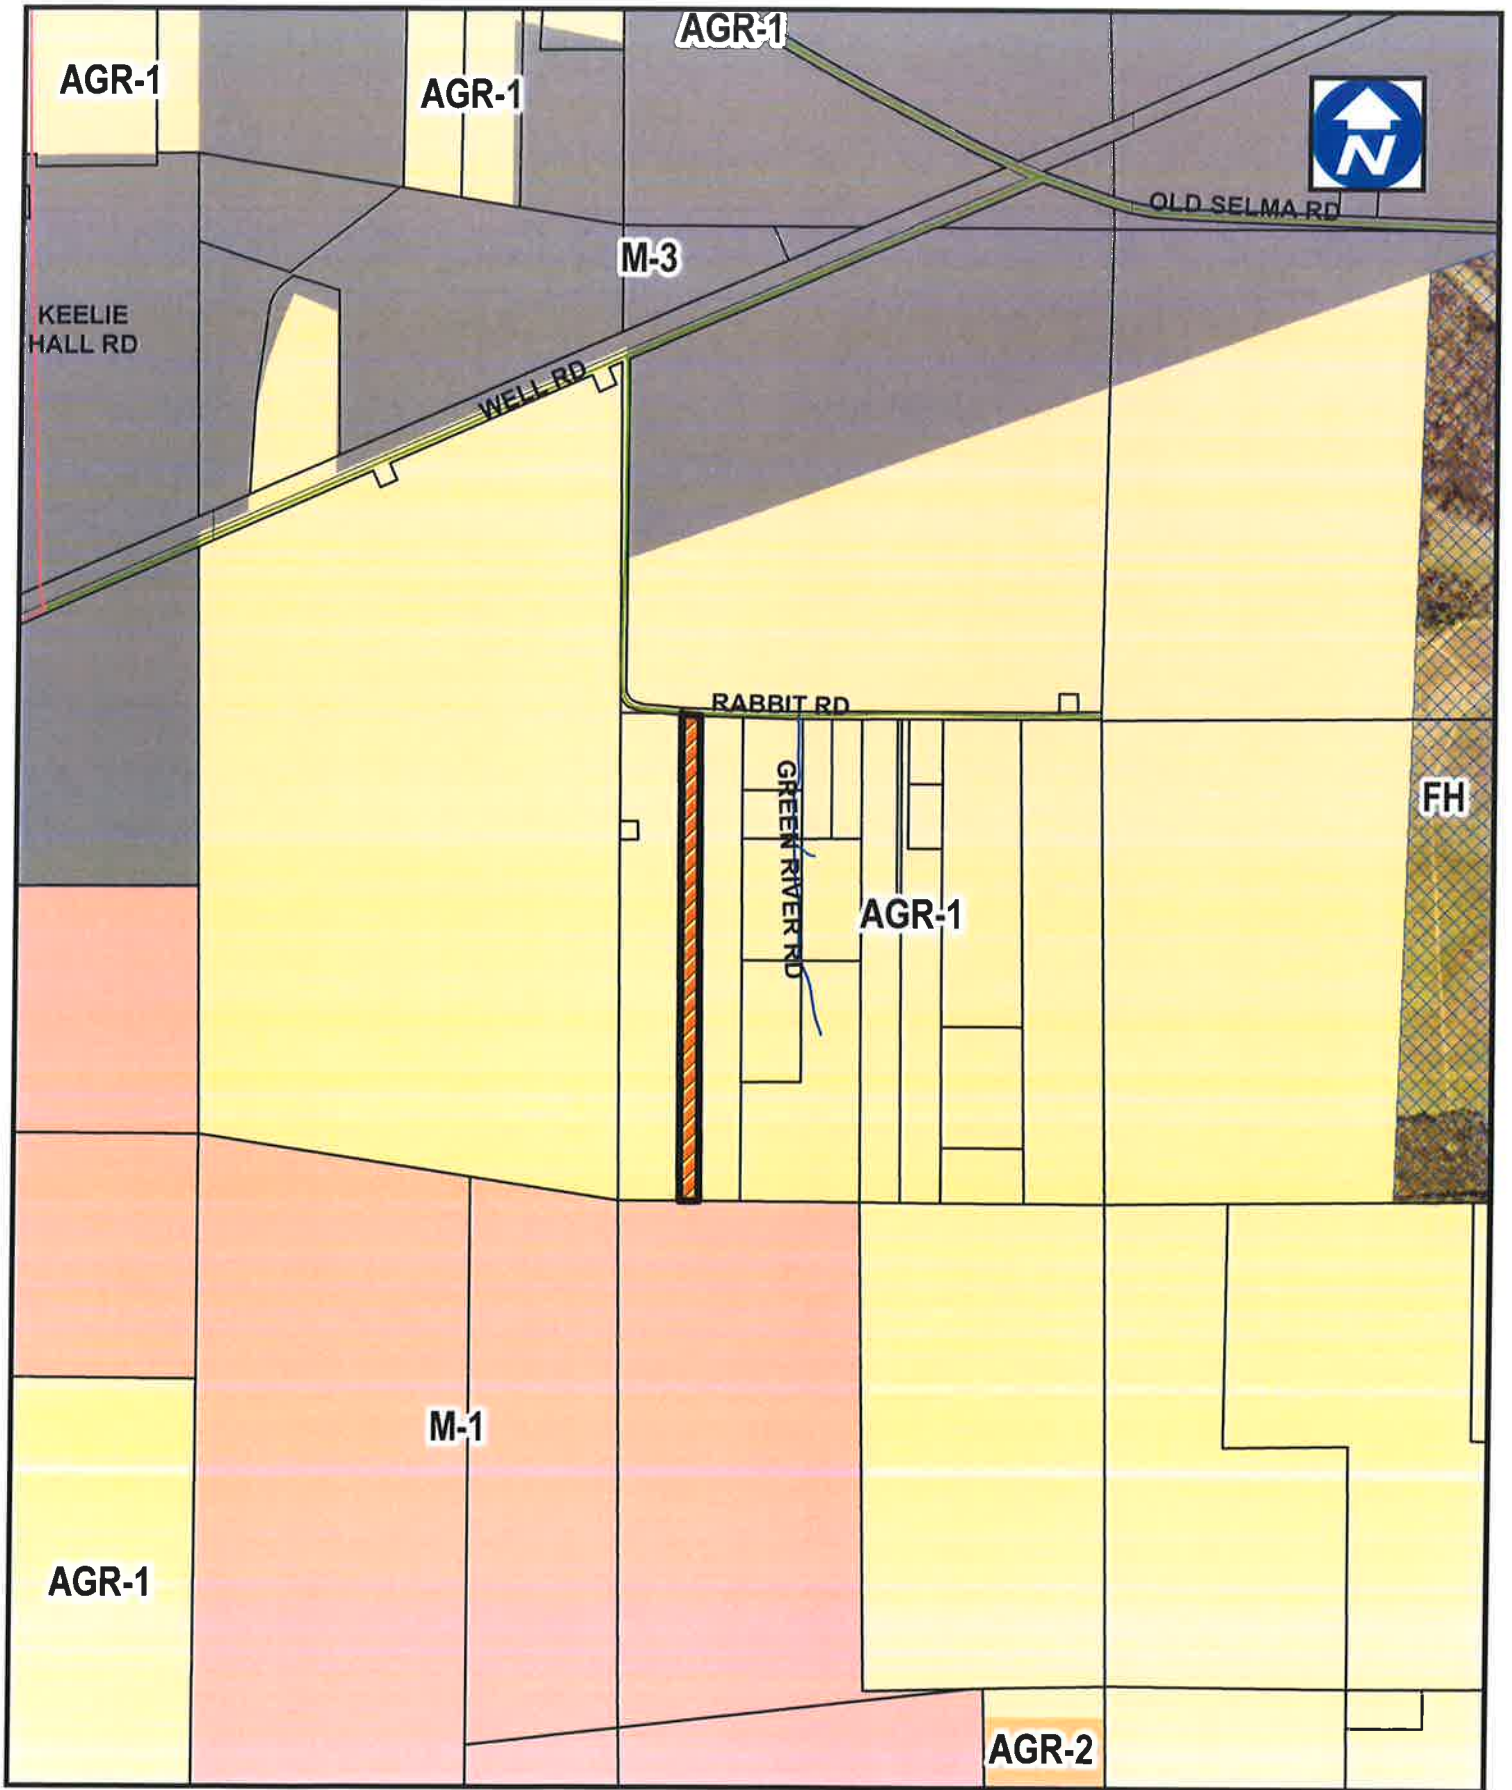 AGR-1
AGR-1
AGR-1
N
OLD SELMA RD
M-3
KEELIE
HALL RD
WELL RD
RABBIT RD
GREEN RIVER RD
FH
AGR-1
M-1
AGR-1
AGR-2